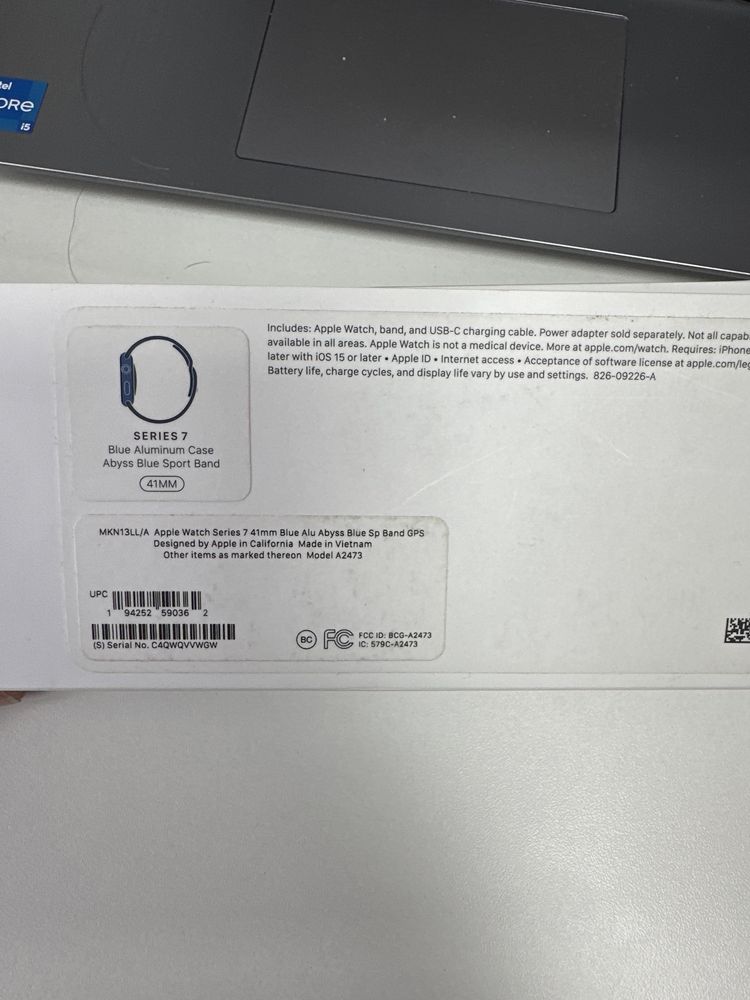 ORe
i5
Includes: Apple Watch, band, and USB-C charging cable. Power adapter sold separately. Not all
available in all areas. Apple Watch is not a medical device. More at apple.com/watch. Requires: iPhone
later with iOS 15 or later • Apple ID • Internet access • Acceptance of software license at
Battery life, charge cycles, and display life vary by use and settings. 826-09226-A
SERIES 7
Blue Aluminum Case
Abyss Blue Sport Band
41MM
MKN13LL/A Apple Watch Series 7 41mm Blue Alu Abyss Blue Sp Band GPS
Designed by Apple in California Made in Vietnam
Other items as marked thereon Model A2473
UPC
1 94252 59036 2
(S) Serial No. C4QWQVVWGW
BC
FC
FCC ID: BCG-A2473
IC: 579C-A2473